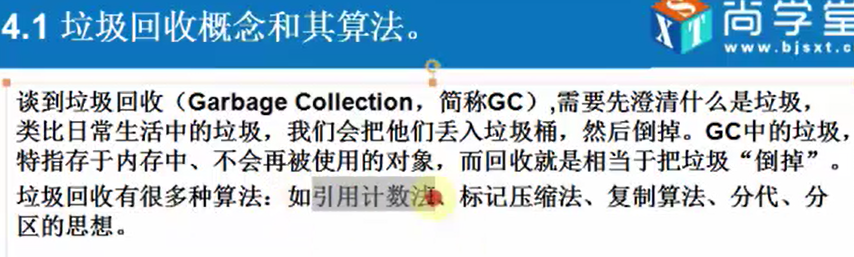 4.1 垃圾回收概念和其算法。
尚学堂
www.bjsxt.c
谈到垃圾回收（Garbage Collection，简称GC）,需要先澄清什么是垃圾，
类比日常生活中的垃圾，我们会把他们丢入垃圾桶，然后倒掉。GC中的垃圾，
特指存于内存中、不会再被使用的对象，而回收就是相当于把垃圾“倒掉”。
垃圾回收有很多种算法：如引用计数法、标记压缩法、复制算法、分代、分
区的思想。